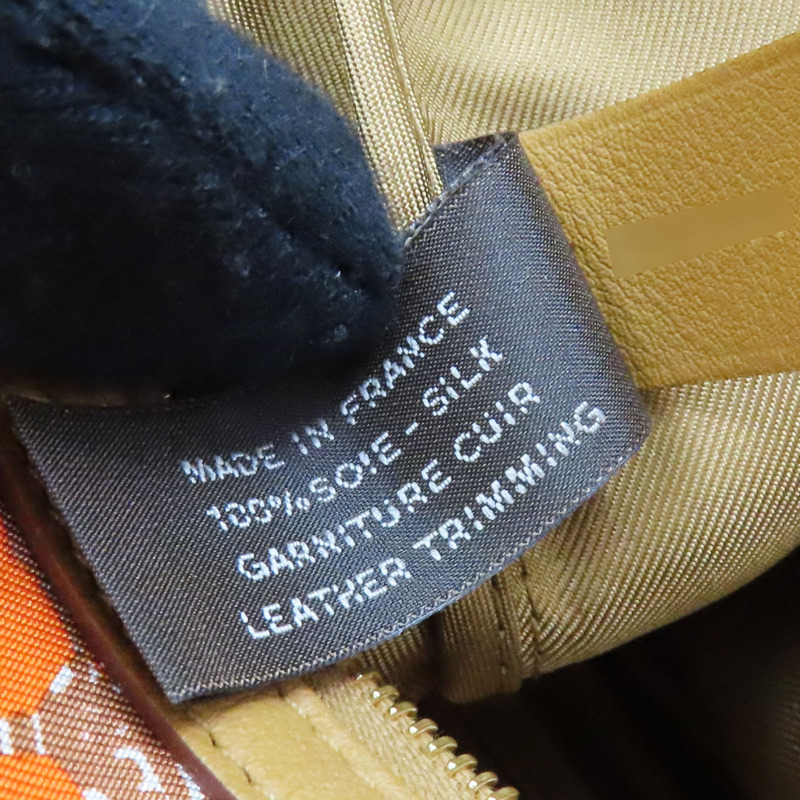 MADE IN FRANCE
100% SOIE - SILK
GARNITURE CUIR
LEATHER TRIMMING